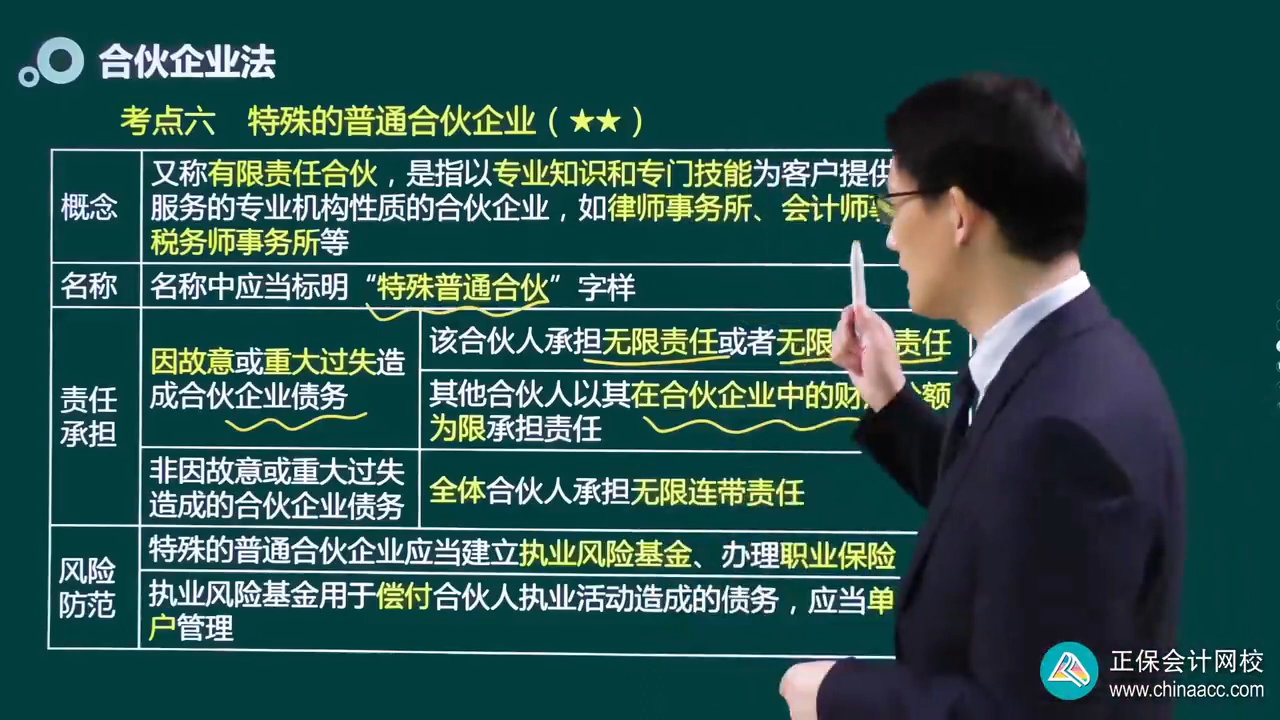 合伙企业法
考点六 特殊的普通合伙企业（★★）
概念
又称有限责任合伙，是指以专业知识和专门技能为客户提供
服务的专业机构性质的合伙企业，如律师事务所、会计师事
税务师事务所等
名称
名称中应当标明“特殊普通合伙”字样
责任
承担
因故意或重大过失造
成合伙企业债务
该合伙人承担无限责任或者无限 责任
其他合伙人以其在合伙企业中的财 份额
为限承担责任
非因故意或重大过失
造成的合伙企业债务
全体合伙人承担无限连带责任
风险
防范
特殊的普通合伙企业应当建立执业风险基金、办理职业保险
执业风险基金用于偿付合伙人执业活动造成的债务，应当单
户管理
正保会计网校
www.chinaacc.com